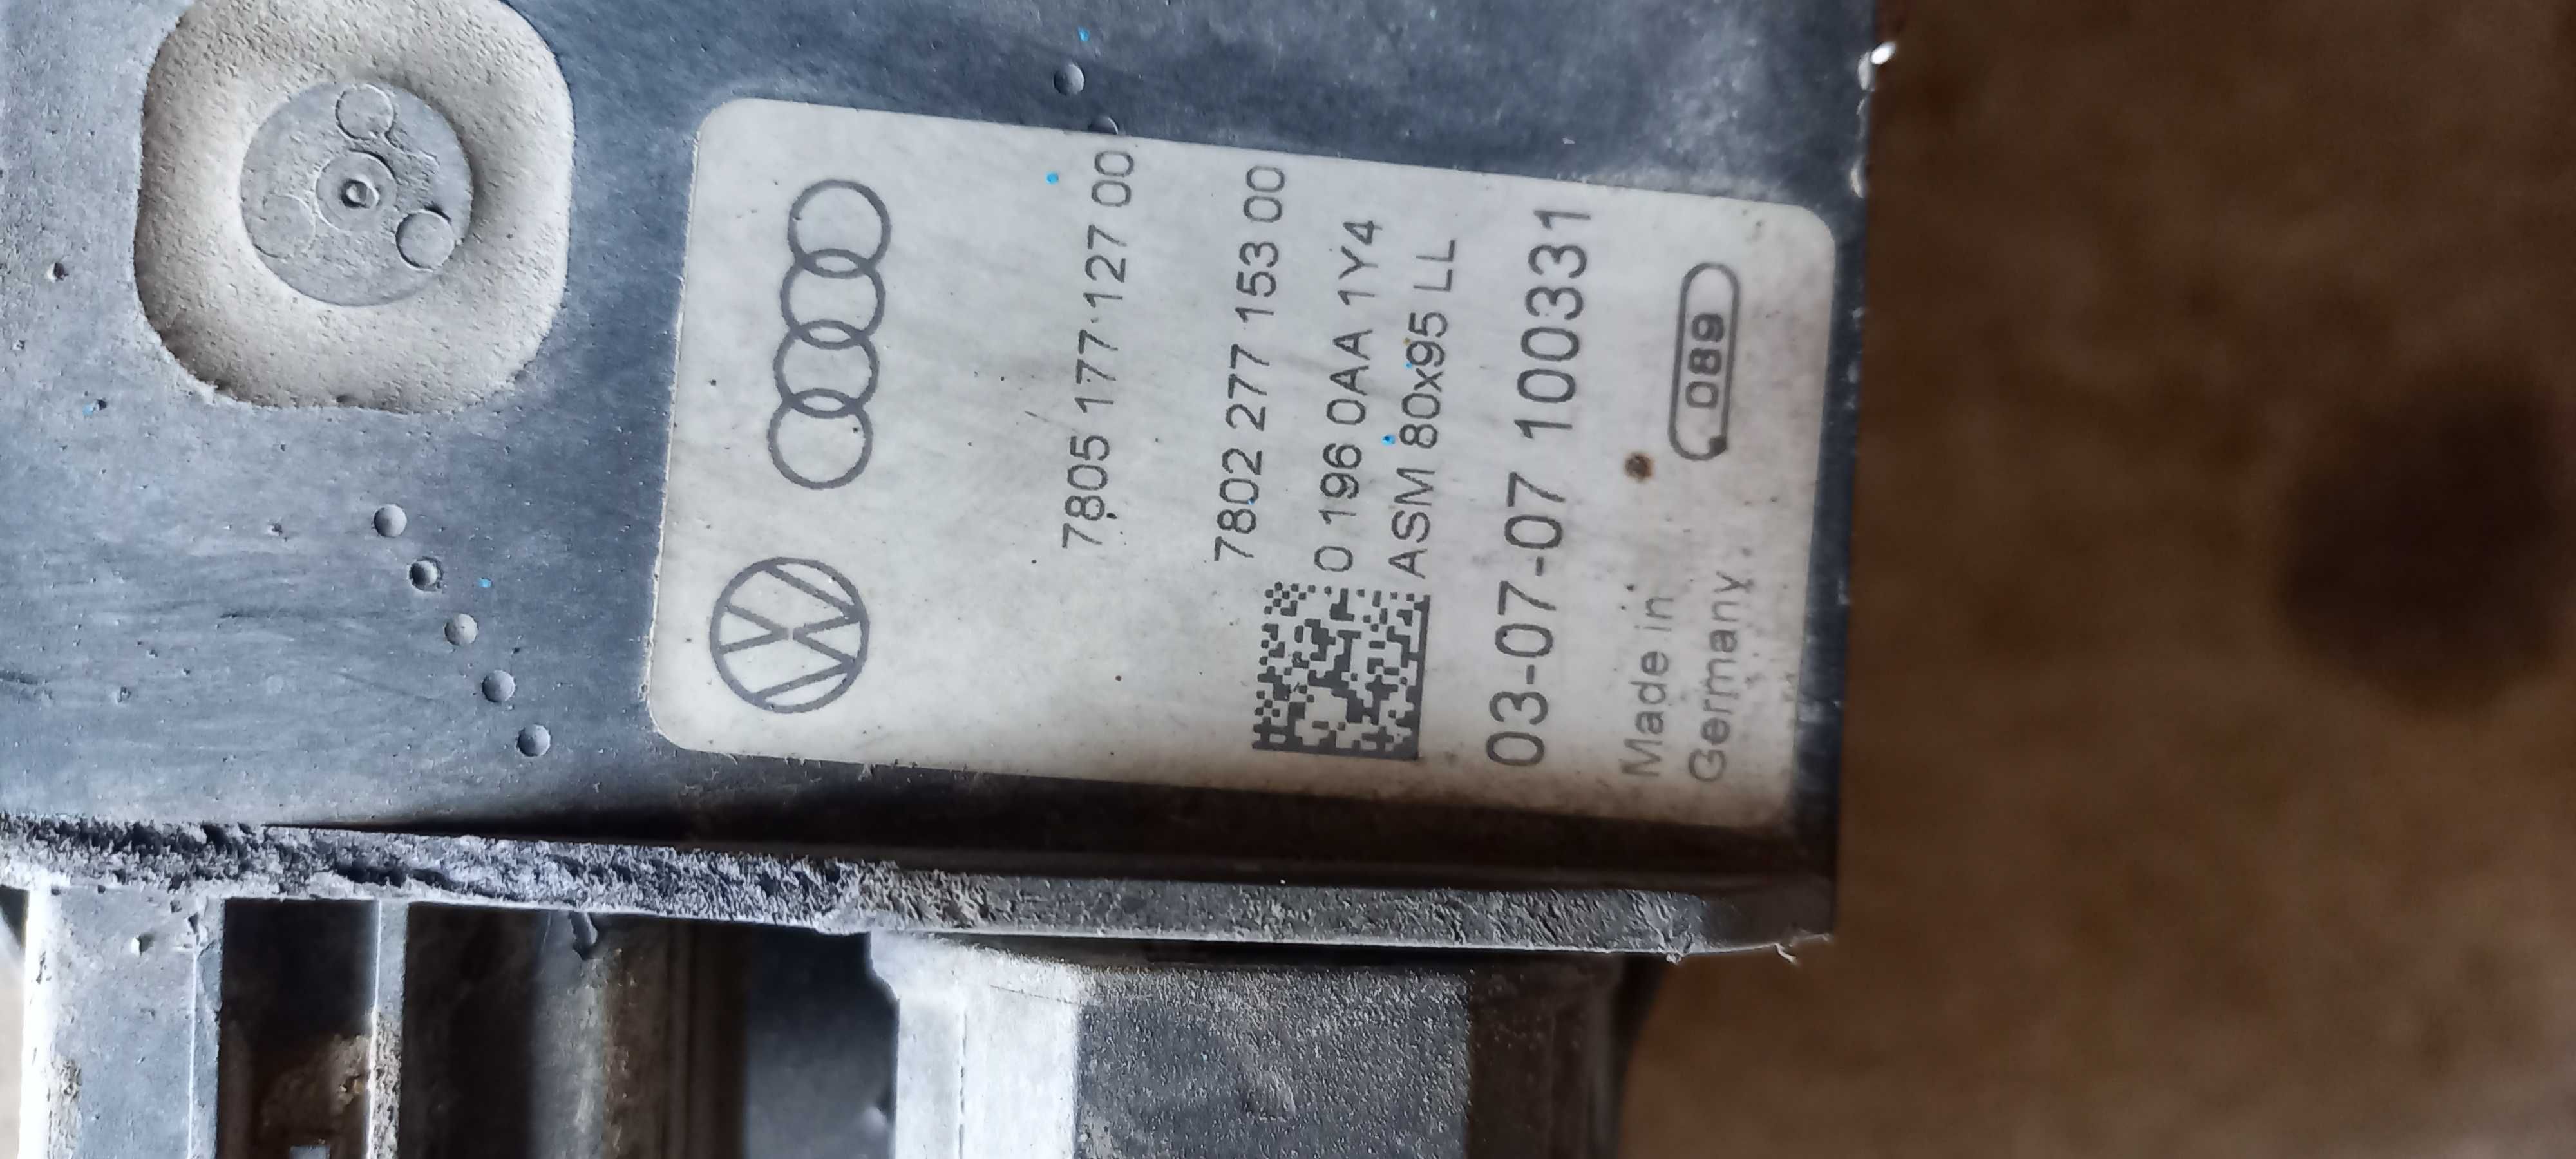 7805 177 127 00
7802 277 153 00
0 196 0AA 1Y4
ASM 80x95 LL
03-07-07 100331
Made in
Germany
089